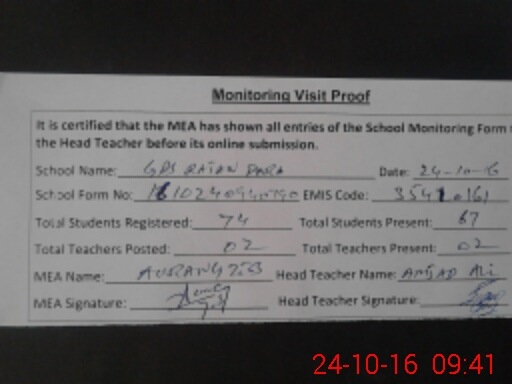 Monitoring Visit Proof
It is certified that the MEA has shown all entries of the School Monitoring Form t
the Head Teacher before its online submission.
School Name: GPS RATAN PARA Date: 24-10-16
School Form No: EMIS Code:
Total Students Registered: 74 Total Students Present: 67
Total Teachers Posted: 02 Total Teachers Present: 02
MEA Name: AURANGZEB Head Teacher Name: AMJAD ALI
MEA Signature: Head Teacher Signature:
24-10-16 09:41